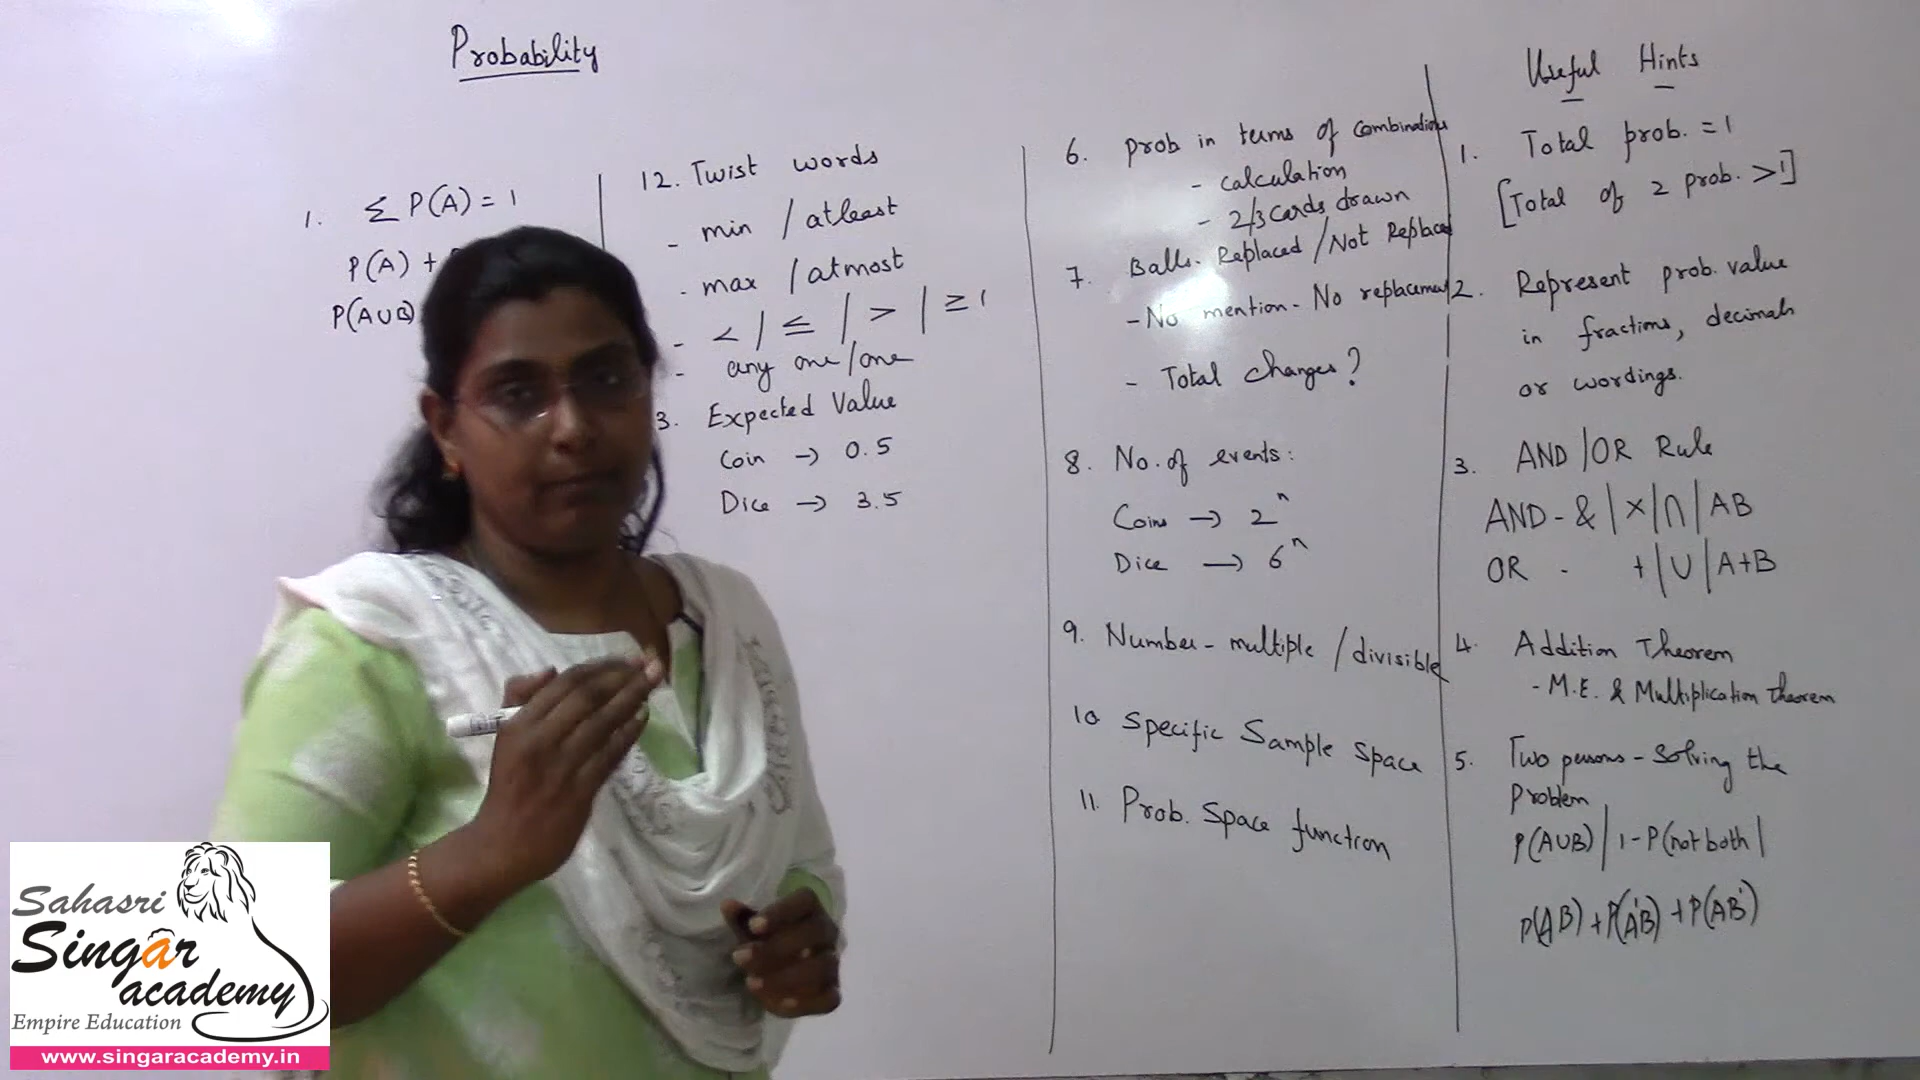 Probability
1. Σ P(A) = 1
P(A) +
P(AUB)
12. Twist words
- min / atleast
- max / atmost
- < | ≤ | > | ≥ 1
- any one/one
3. Expected Value
Coin → 0.5
Dice → 3.5
6. prob in terms of combinations
- calculation
- 2/3 cards drawn
7. Balls. Replaced / Not Replaced
- No mention - No replacement
- Total changes?
8. No. of events:
Coins → 2ⁿ
Dice → 6ⁿ
9. Number - multiple / divisible
10 Specific Sample Space
11. Prob. Space function
Useful Hints
1. Total prob. = 1
[Total of 2 prob. > 1]
2. Represent prob. value
in fractions, decimals
or wordings.
3. AND /OR Rule
AND - & | × | ∩ | AB
OR - + | U | A+B
4. Addition Theorem
- M.E. & Multiplication theorem
5. Two persons - Solving the
Problem
P(AUB) | 1 - P(not both |
P(AB) + P(A'B) + P(AB')
Sahasri
Singar
academy
Empire Education
www.singaracademy.in